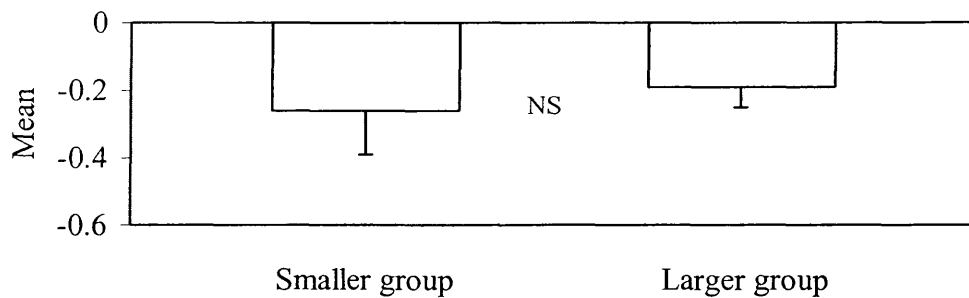 0
-0.2
-0.4
-0.6
Mean
NS
Smaller group
Larger group